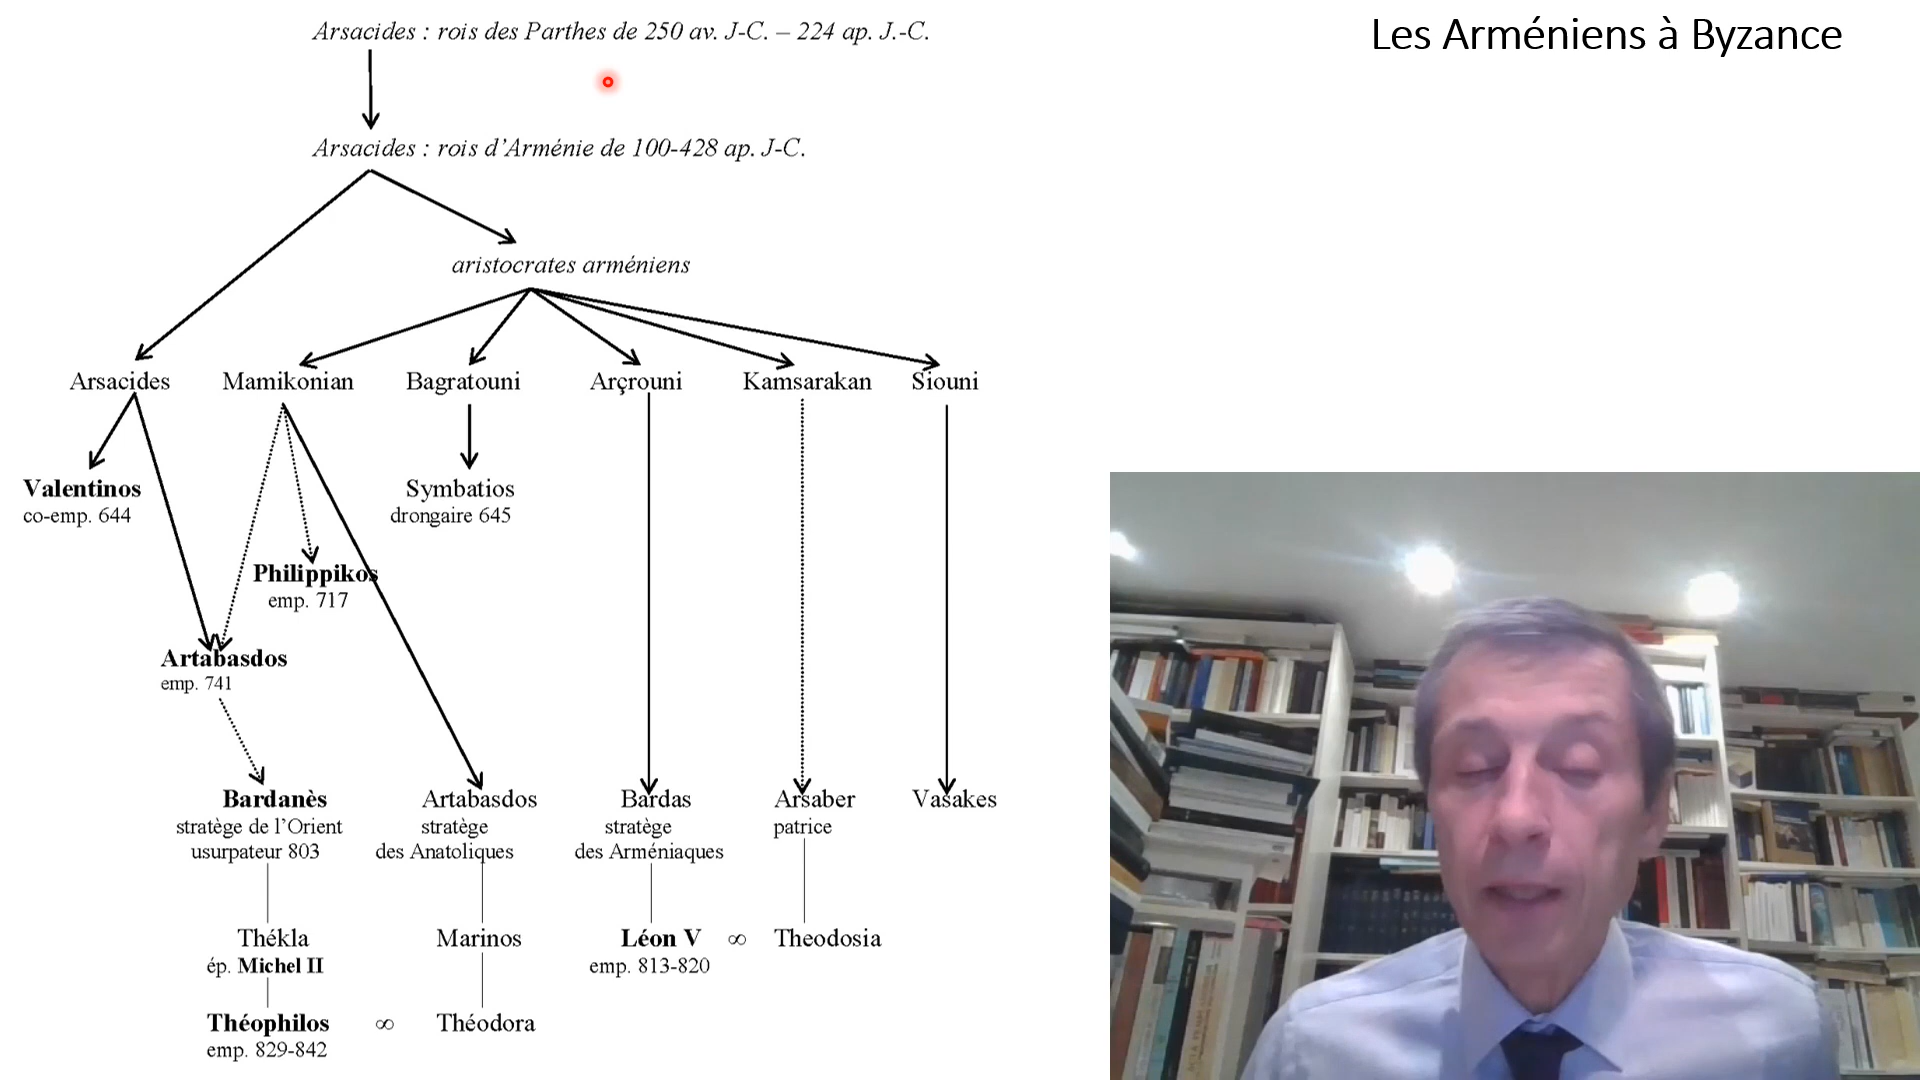 Les Arméniens à Byzance
Arsacides : rois des Parthes de 250 av. J-C. – 224 ap. J.-C.
Arsacides : rois d'Arménie de 100-428 ap. J-C.
aristocrates arméniens
Arsacides Mamikonian Bagratouni Arçrouni Kamsarakan Siouni
Valentinos
co-emp. 644
Symbatios
drongaire 645
Philippikos
emp. 717
Artabasdos
emp. 741
Bardanès
stratège de l'Orient
usurpateur 803
Artabasdos
stratège
des Anatoliques
Bardas
stratège
des Arméniaques
Arsaber
patrice
Vasakes
Thékla
ép. Michel II
Marinos
Léon V ∞ Theodosia
emp. 813-820
Théophilos ∞ Théodora
emp. 829-842